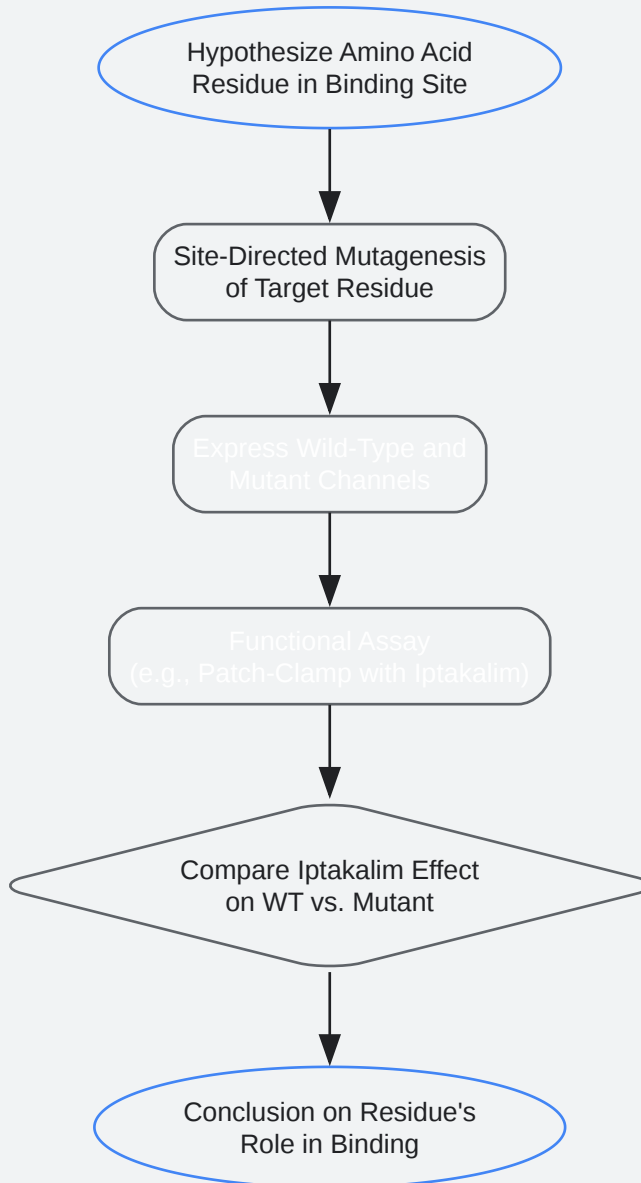 Hypothesize Amino Acid
Residue in Binding Site
Site-Directed Mutagenesis
of Target Residue
Express Wild-Type and
Mutant Channels
Functional Assay
(e.g., Patch-Clamp with Iptakalim)
Compare Iptakalim Effect
on WT vs. Mutant
Conclusion on Residue's
Role in Binding